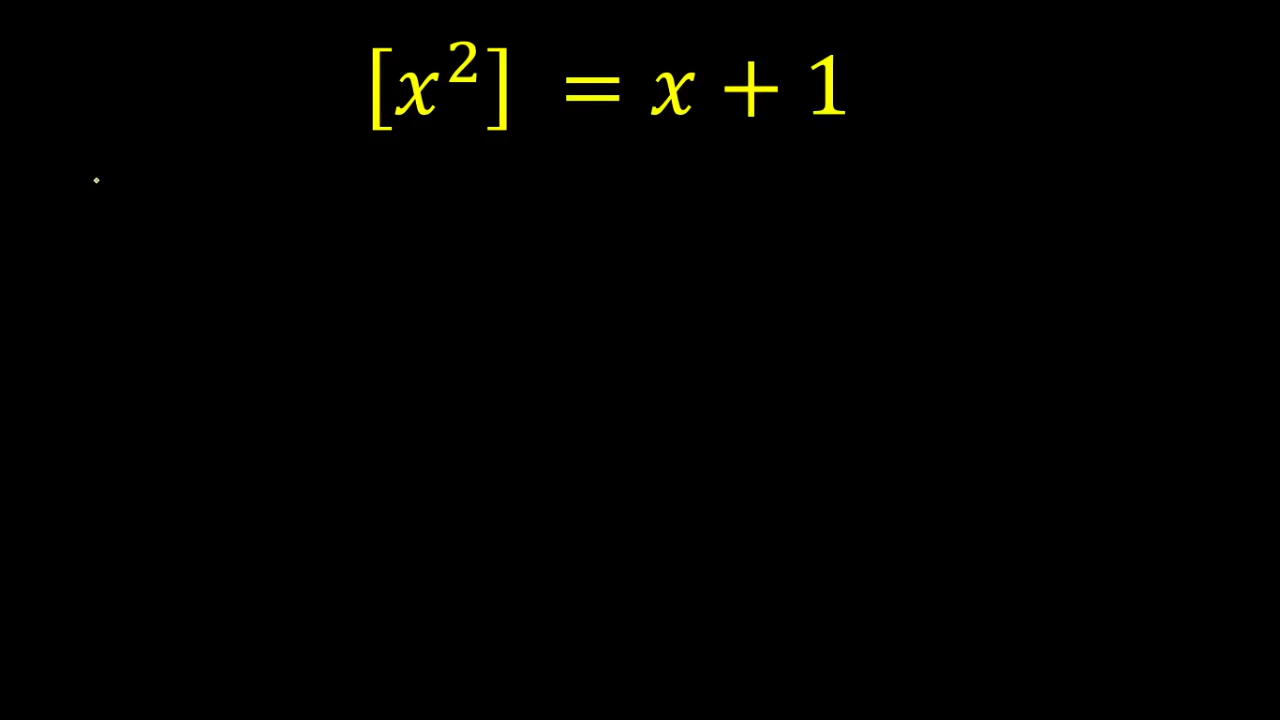 [x²] = x + 1